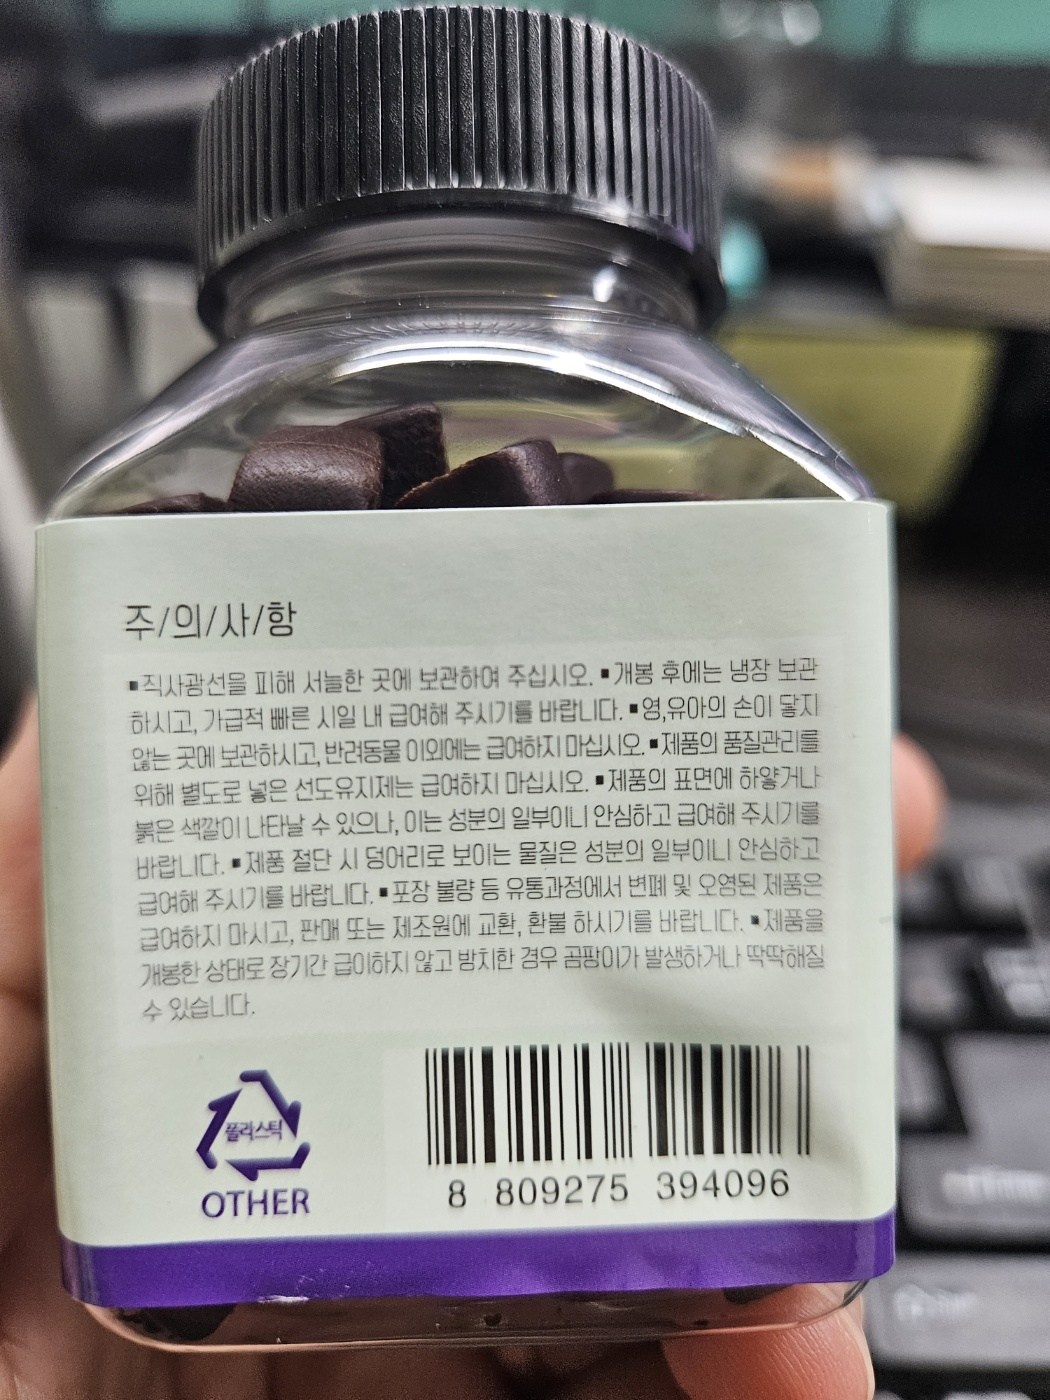 주/의/사/항
▪직사광선을 피해 서늘한 곳에 보관하여 주십시오. ▪개봉 후에는 냉장 보관
하시고, 가급적 빠른 시일 내 급여해 주시기를 바랍니다. ▪영,유아의 손이 닿지
않는 곳에 보관하시고, 반려동물 이외에는 급여하지 마십시오. ▪제품의 품질관리를
위해 별도로 넣은 선도유지제는 급여하지 마십시오. ▪제품의 표면에 하얗거나
붉은 색깔이 나타날 수 있으나, 이는 성분의 일부이니 안심하고 급여해 주시기를
바랍니다. ▪제품 절단 시 덩어리로 보이는 물질은 성분의 일부이니 안심하고
급여해 주시기를 바랍니다. ▪포장 불량 등 유통과정에서 변폐 및 오염된 제품은
급여하지 마시고, 판매 또는 제조원에 교환, 환불 하시기를 바랍니다. ▪제품을
개봉한 상태로 장기간 급이하지 않고 방치한 경우 곰팡이가 발생하거나 딱딱해질
수 있습니다.
플라스틱
OTHER
8 809275 394096